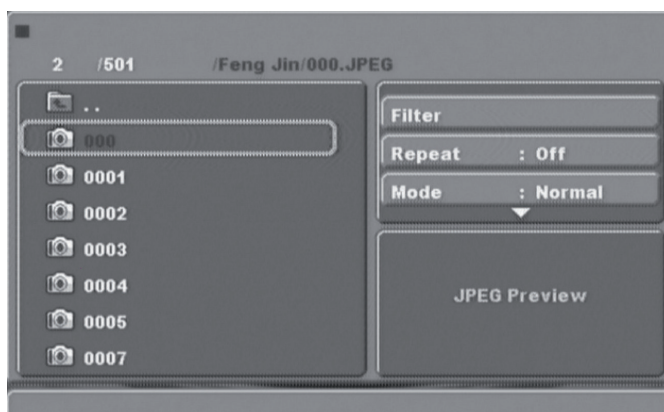 2 /501 /Feng Jin/000.JPEG
..
000
0001
0002
0003
0004
0005
0007
Filter
Repeat : Off
Mode : Normal
JPEG Preview